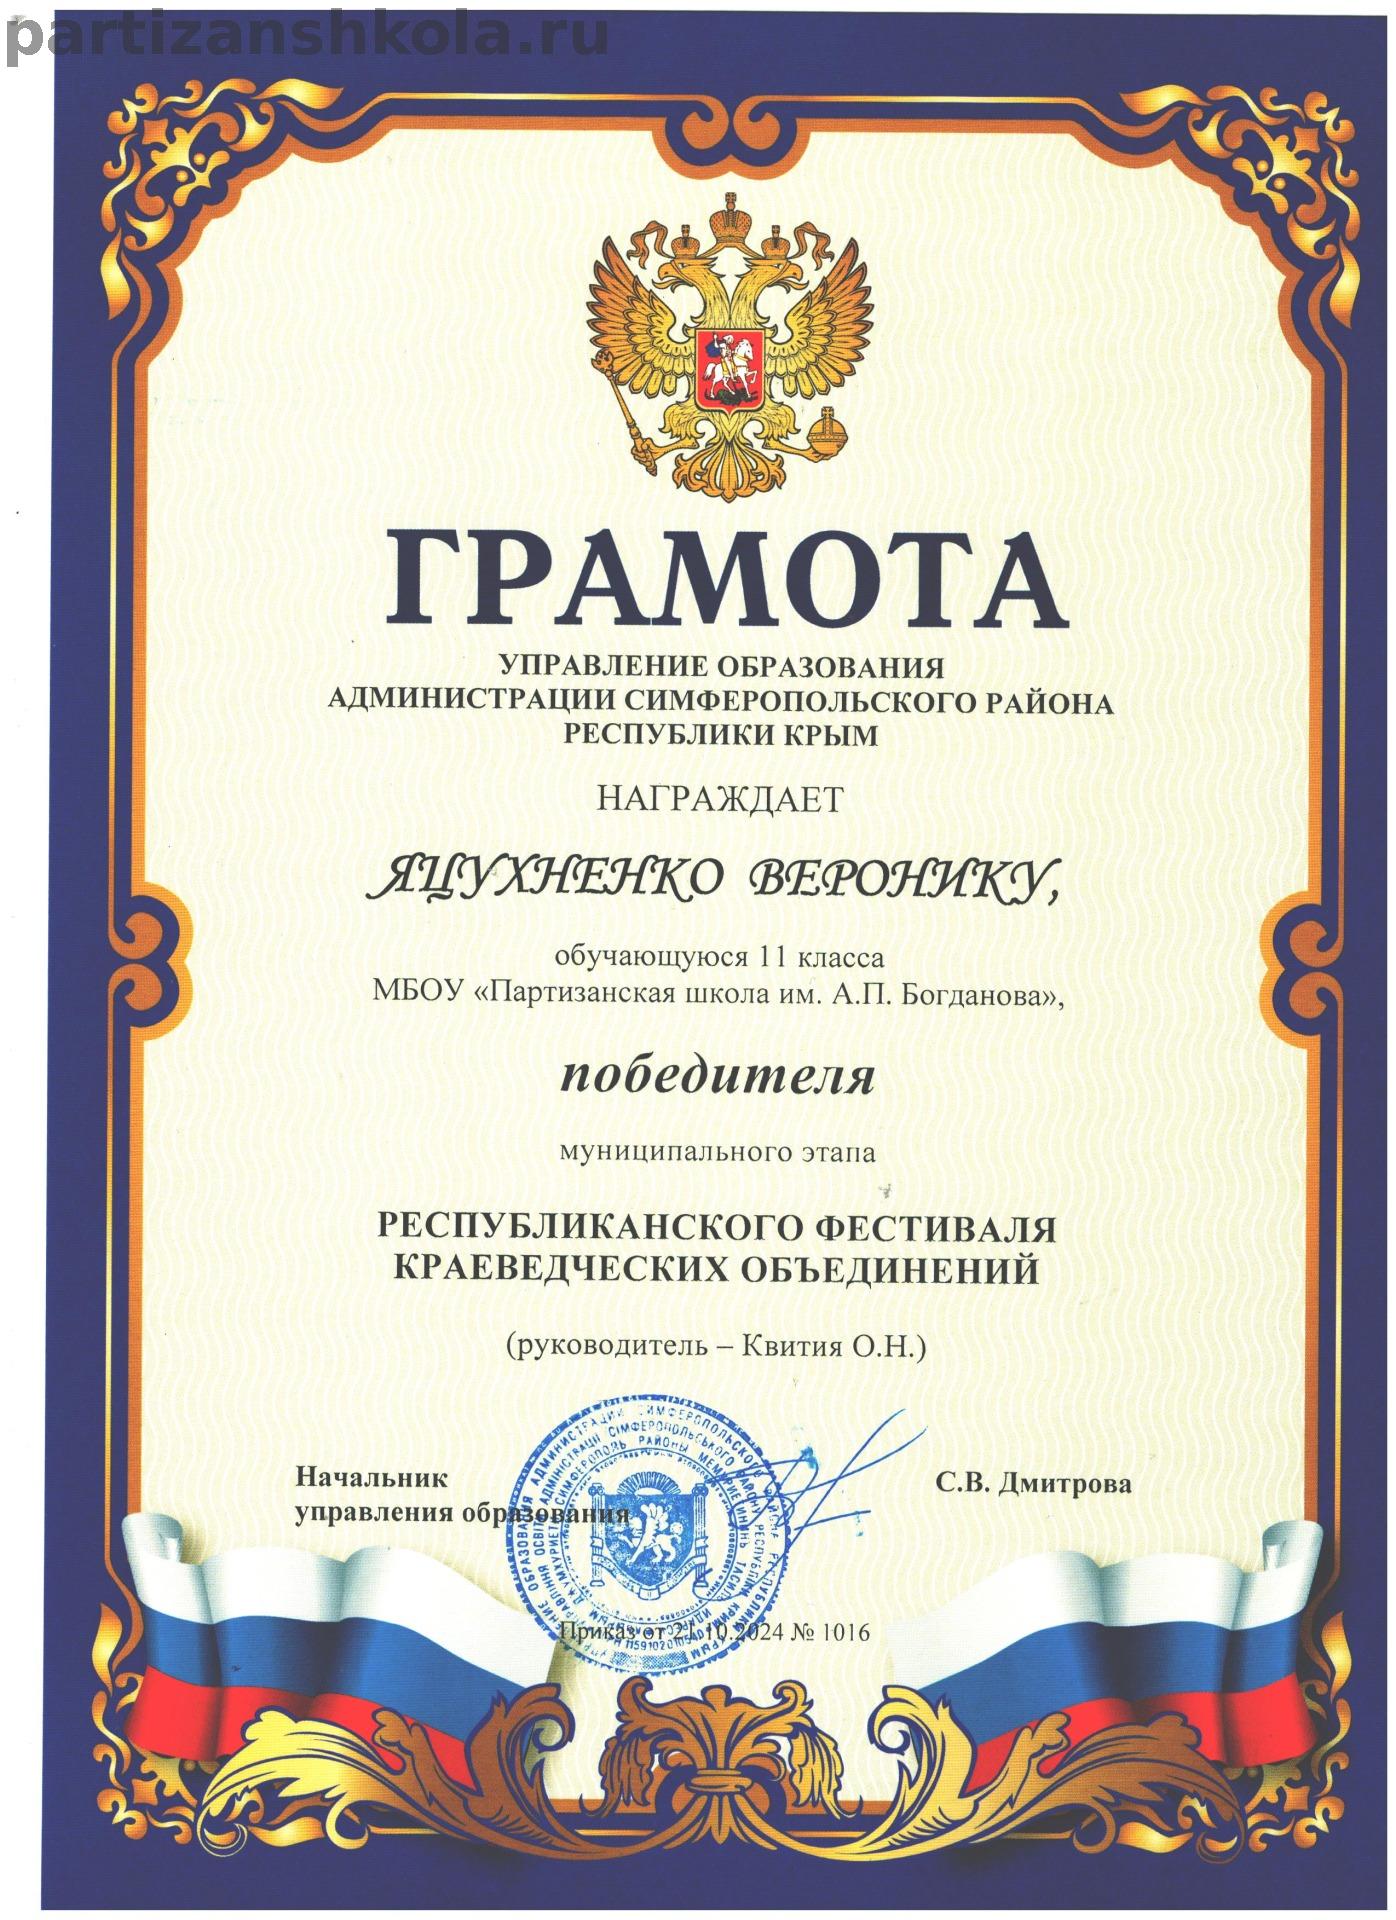 partizanshkola.ru
ГРАМОТА
УПРАВЛЕНИЕ ОБРАЗОВАНИЯ
АДМИНИСТРАЦИИ СИМФЕРОПОЛЬСКОГО РАЙОНА
РЕСПУБЛИКИ КРЫМ
НАГРАЖДАЕТ
ЯЦУХНЕНКО ВЕРОНИКУ,
обучающуюся 11 класса
МБОУ «Партизанская школа им. А.П. Богданова»,
победителя
муниципального этапа
РЕСПУБЛИКАНСКОГО ФЕСТИВАЛЯ
КРАЕВЕДЧЕСКИХ ОБЪЕДИНЕНИЙ
(руководитель – Квития О.Н.)
Начальник
управления образования
С.В. Дмитрова
Приказ от 21.10.2024 № 1016